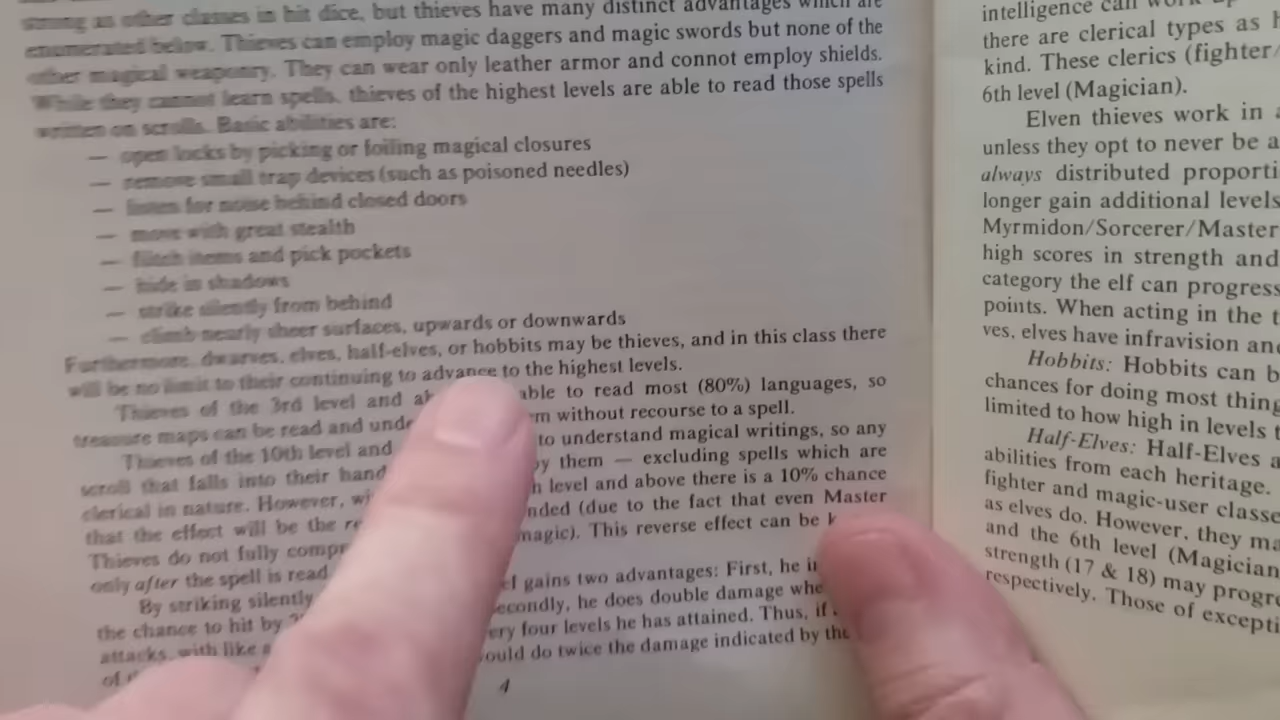 strong as other classes in hit dice, but thieves have many distinct advantages which are
enumerated below. Thieves can employ magic daggers and magic swords but none of the
other magical weaponry. They can wear only leather armor and connot employ shields.
While they cannot learn spells, thieves of the highest levels are able to read those spells
written on scrolls. Basic abilities are:
— open locks by picking or foiling magical closures
— remove small trap devices (such as poisoned needles)
— listen for noise behind closed doors
— move with great stealth
— filtch items and pick pockets
— hide in shadows
— strike silently from behind
— climb nearly sheer surfaces, upwards or downwards
Furthermore, dwarves, elves, half-elves, or hobbits may be thieves, and in this class there
will be no limit to their continuing to advance to the highest levels.
Thieves of the 3rd level and able to read most (80%) languages, so
treasure maps can be read and without recourse to a spell.
Thieves of the 10th level and to understand magical writings, so any
scroll that falls into their by them — excluding spells which are
clerical in nature. However, level and above there is a 10% chance
that the effect will be the (due to the fact that even Master
Thieves do not fully magic). This reverse effect can be
only after the spell is read
By striking silently gains two advantages: First, he
the chance to hit by Secondly, he does double damage
attacks, with like four levels he has attained. Thus, if
of would do twice the damage indicated by the
4
intelligence can work
there are clerical types as
kind. These clerics (fighter/
6th level (Magician).
Elven thieves work in
unless they opt to never be a
always distributed
longer gain additional levels
Myrmidon/Sorcerer/Master
high scores in strength and
category the elf can progress
points. When acting in the
ves, elves have infravision
Hobbits: Hobbits can
chances for doing most
limited to how high in levels
Half-Elves: Half-Elves
abilities from each heritage.
fighter and magic-user
as elves do. However, they
and the 6th level (Magician
strength (17 & 18) may
respectively. Those of